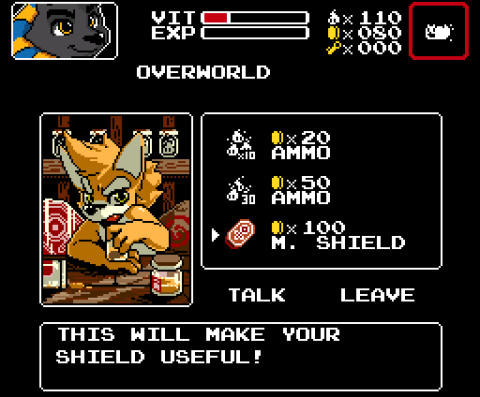 VIT
EXP
×110
×080
×000
OVERWORLD
×10
×20
AMMO
30
×50
AMMO
×100
M. SHIELD
TALK LEAVE
THIS WILL MAKE YOUR
SHIELD USEFUL!